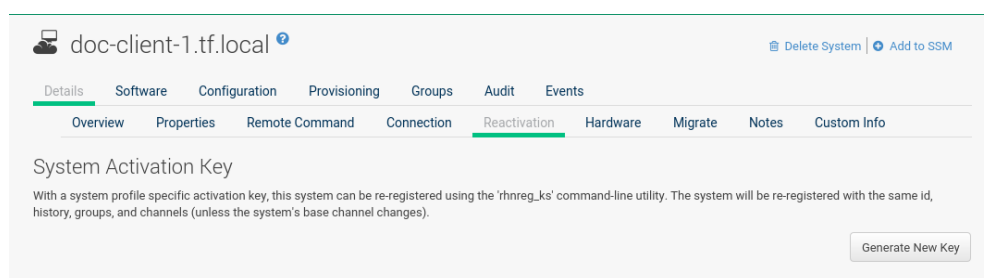 doc-client-1.tf.local ?
Delete System | Add to SSM
Details Software Configuration Provisioning Groups Audit Events
Overview Properties Remote Command Connection Reactivation Hardware Migrate Notes Custom Info
System Activation Key
With a system profile specific activation key, this system can be re-registered using the 'rhnreg_ks' command-line utility. The system will be re-registered with the same id,
history, groups, and channels (unless the system's base channel changes).
Generate New Key